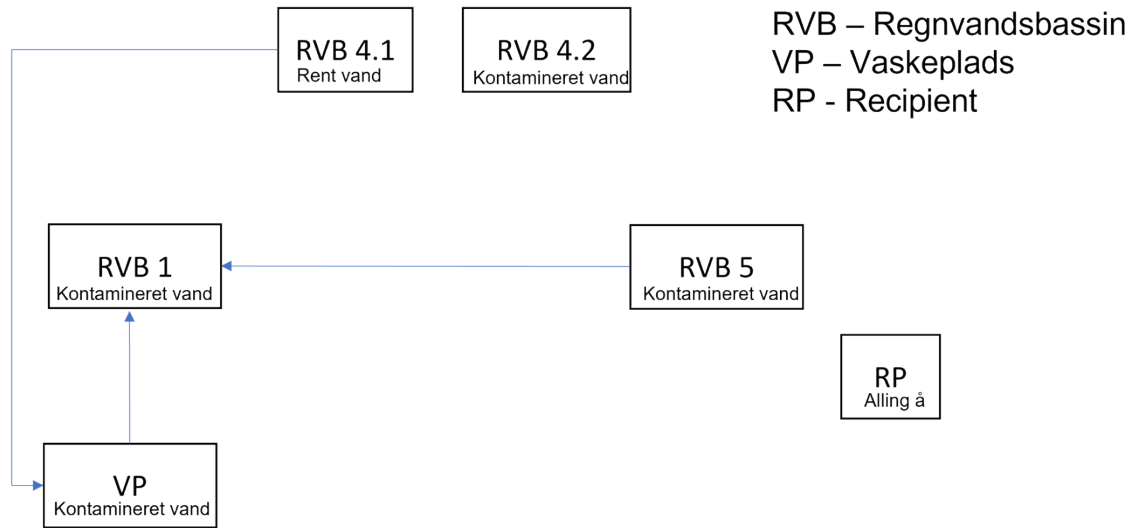 RVB 4.1
Rent vand
RVB 4.2
Kontamineret vand
RVB – Regnvandsbassin
VP – Vaskeplads
RP - Recipient
RVB 1
Kontamineret vand
RVB 5
Kontamineret vand
RP
Alling å
VP
Kontamineret vand